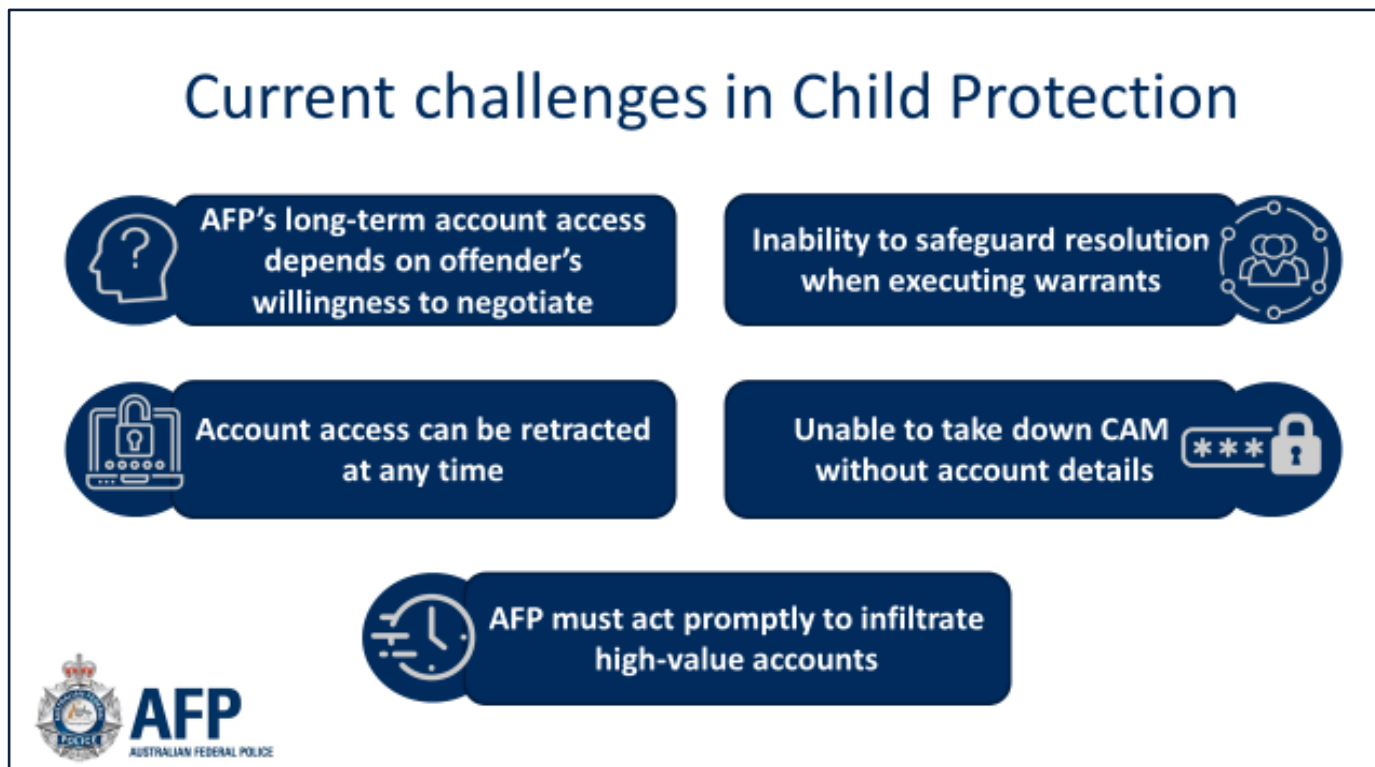 Current challenges in Child Protection
AFP's long-term account access
depends on offender's
willingness to negotiate
Inability to safeguard resolution
when executing warrants
?
Account access can be retracted
at any time
Unable to take down CAM
without account details
***
AFP must act promptly to infiltrate
high-value accounts
AFP
AUSTRALIAN FEDERAL POLICE
POLICE